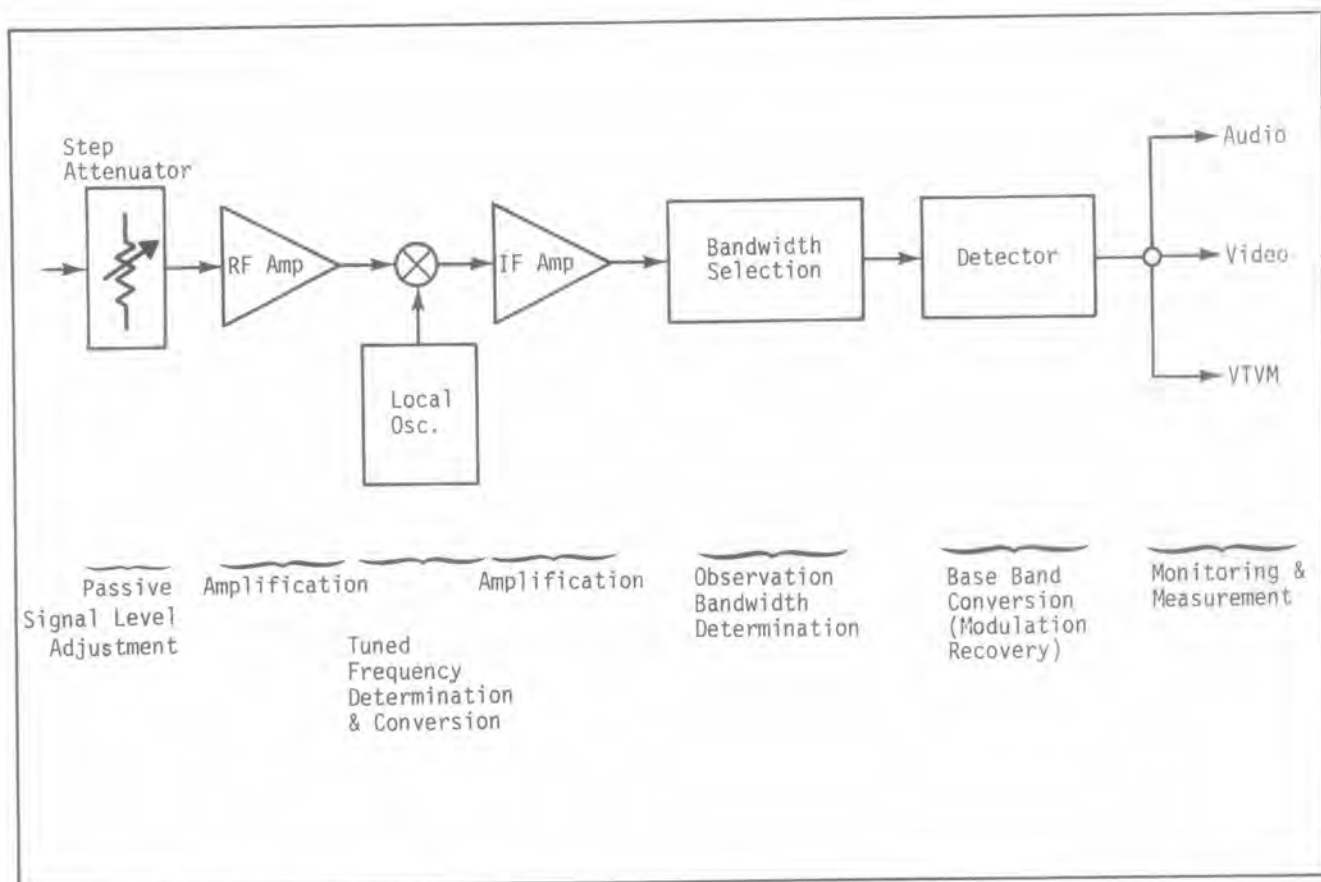 Step
Attenuator
RF Amp
IF Amp
Bandwidth
Selection
Detector
Audio
Video
VTVM
Local
Osc.
Passive
Signal Level
Adjustment
Amplification
Tuned
Frequency
Determination
& Conversion
Amplification
Observation
Bandwidth
Determination
Base Band
Conversion
(Modulation
Recovery)
Monitoring &
Measurement